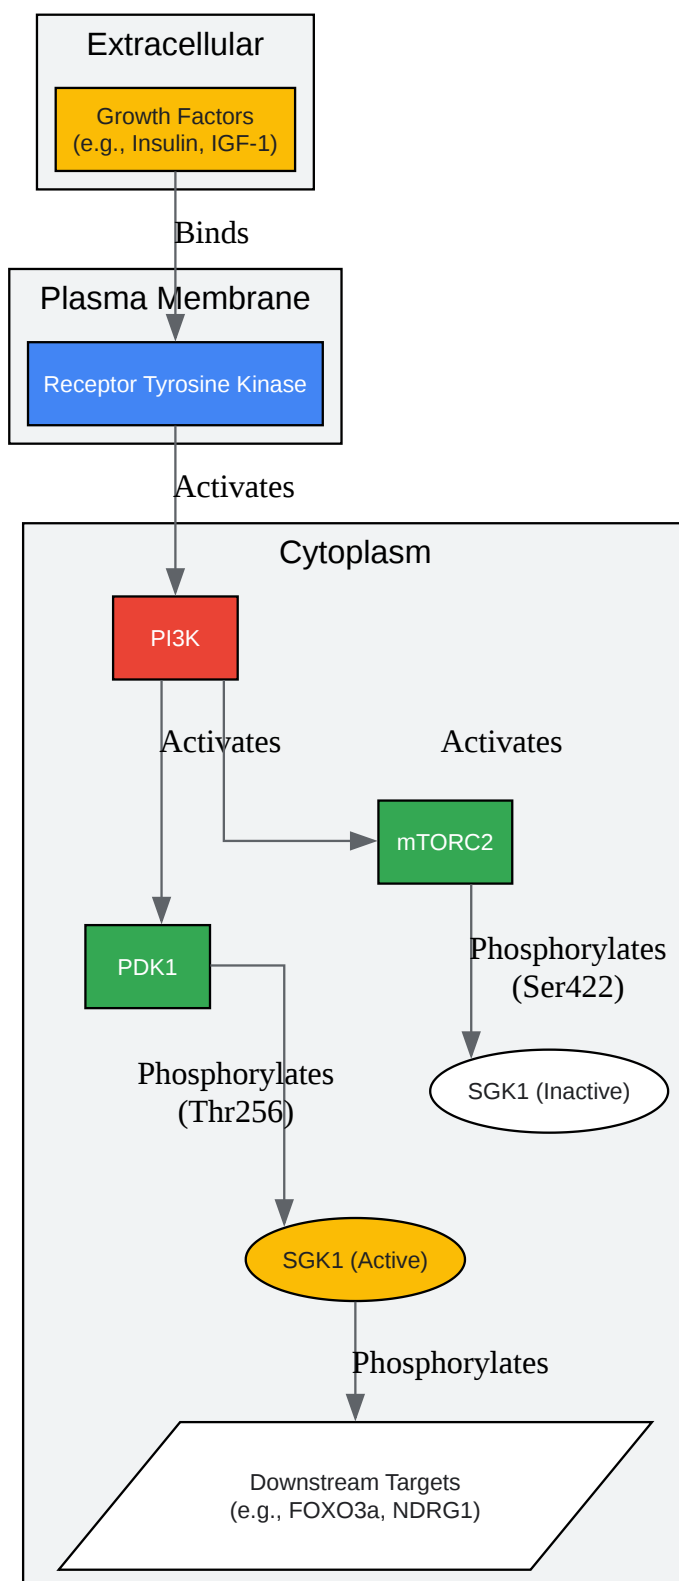 Extracellular
Growth Factors
(e.g., Insulin, IGF-1)
Binds
Plasma Membrane
Receptor Tyrosine Kinase
Activates
Cytoplasm
PI3K
Activates
Activates
mTORC2
PDK1
Phosphorylates
(Ser422)
Phosphorylates
(Thr256)
SGK1 (Inactive)
SGK1 (Active)
Phosphorylates
Downstream Targets
(e.g., FOXO3a, NDRG1)